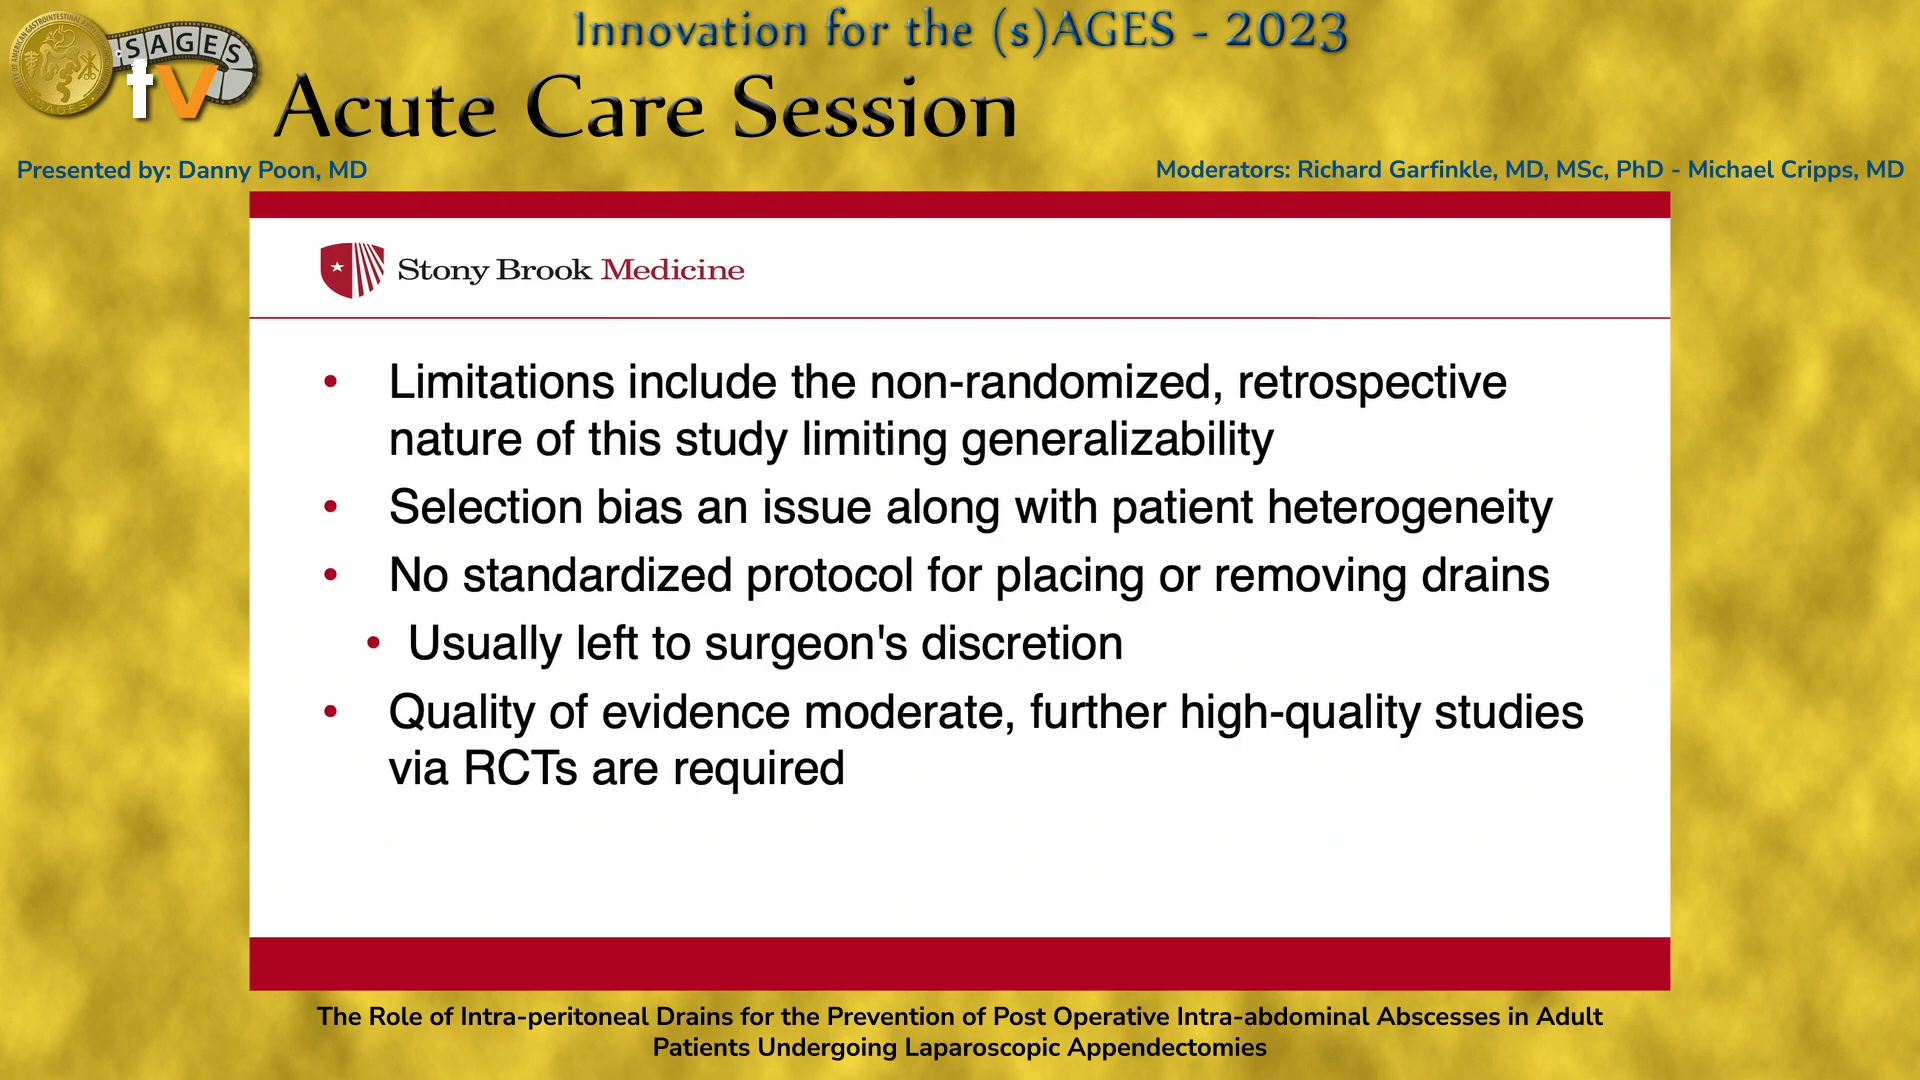 Innovation for the (s)AGES - 2023
SAGES
tv
Acute Care Session
Presented by: Danny Poon, MD
Moderators: Richard Garfinkle, MD, MSc, PhD - Michael Cripps, MD
Stony Brook Medicine
• Limitations include the non-randomized, retrospective
nature of this study limiting generalizability
• Selection bias an issue along with patient heterogeneity
• No standardized protocol for placing or removing drains
• Usually left to surgeon's discretion
• Quality of evidence moderate, further high-quality studies
via RCTs are required
The Role of Intra-peritoneal Drains for the Prevention of Post Operative Intra-abdominal Abscesses in Adult
Patients Undergoing Laparoscopic Appendectomies